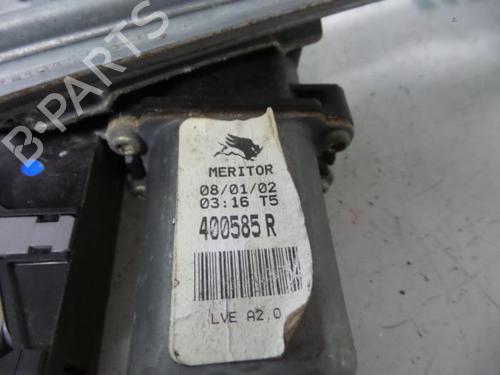 B-PARTS
MERITOR
08/01/02
03:16 T5
400585 R
LVE A2.0